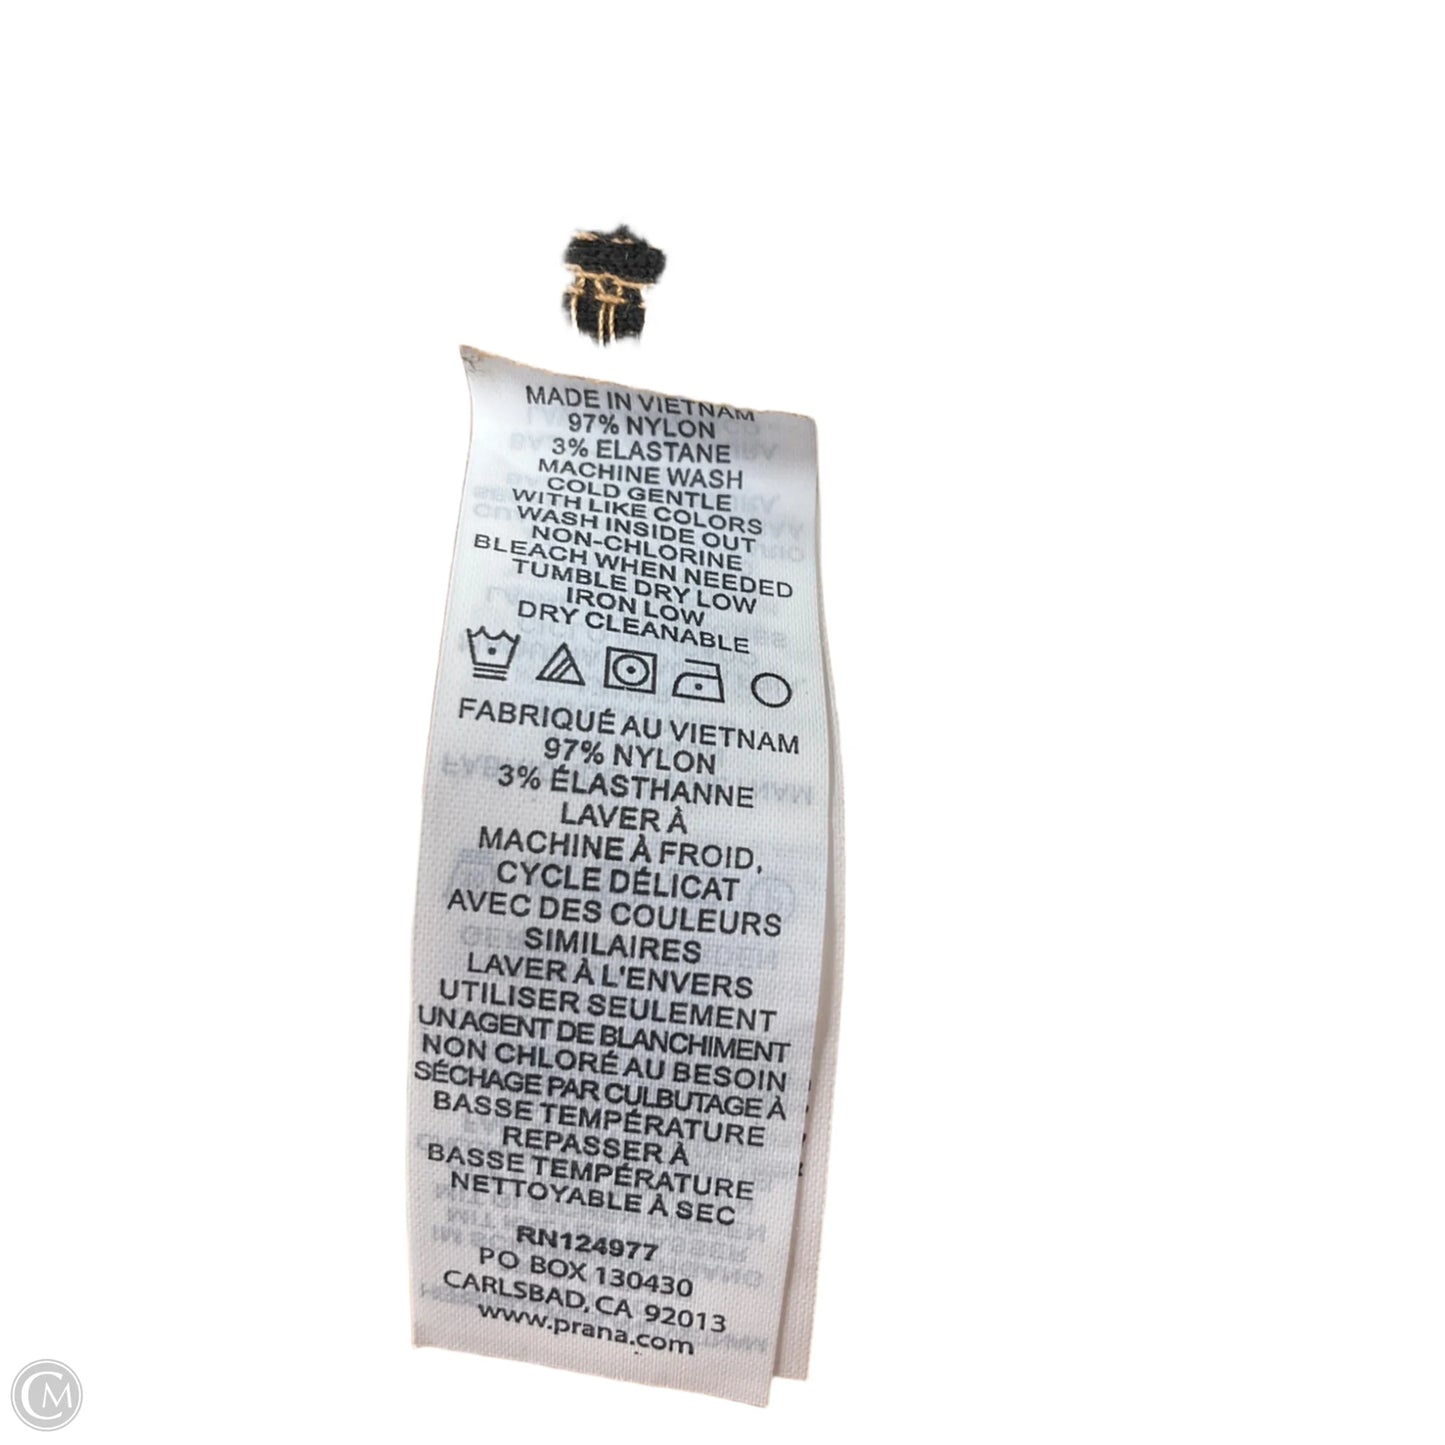 MADE IN VIETNAM
97% NYLON
3% ELASTANE
MACHINE WASH
COLD GENTLE
WITH LIKE COLORS
WASH INSIDE OUT
NON-CHLORINE
BLEACH WHEN NEEDED
TUMBLE DRY LOW
IRON LOW
DRY CLEANABLE
FABRIQUÉ AU VIETNAM
97% NYLON
3% ÉLASTHANNE
LAVER À
MACHINE À FROID,
CYCLE DÉLICAT
AVEC DES COULEURS
SIMILAIRES
LAVER À L'ENVERS
UTILISER SEULEMENT
UN AGENT DE BLANCHIMENT
NON CHLORÉ AU BESOIN
SÉCHAGE PAR CULBUTAGE À
BASSE TEMPÉRATURE
REPASSER À
BASSE TEMPÉRATURE
NETTOYABLE À SEC
RN124977
PO BOX 130430
CARLSBAD, CA 92013
www.prana.com
CM